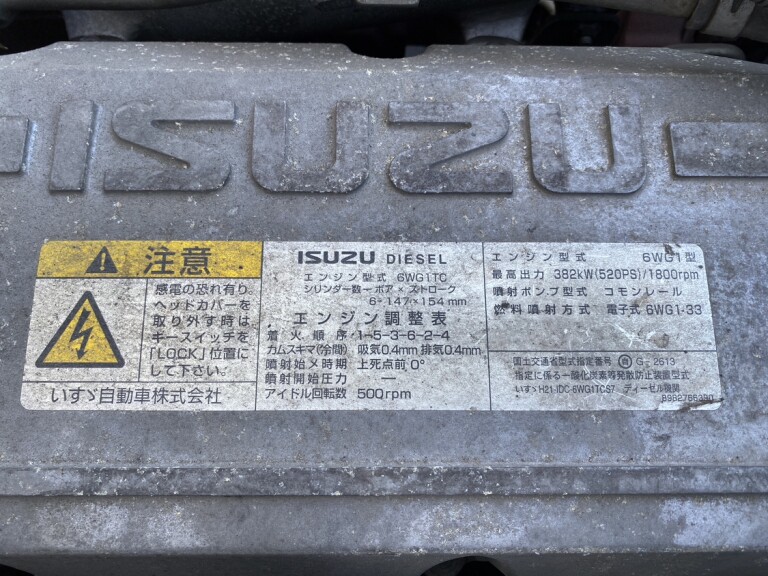 ISUZU
注意
感電の恐れ有り。
ヘッドカバーを
取り外す時は
キースイッチを
「LOCK」位置に
して下さい。
いすゞ自動車株式会社
ISUZU DIESEL
エンジン型式 6WG1TC
シリンダ数－ボア × ストローク
6-147×154mm
エンジン調整表
着火順序 1-5-3-6-2-4
カムスキマ(冷間) 吸気0.4mm 排気0.4mm
噴射始メ時期 上死点前 0°
噴射開始圧力 —
アイドル回転数 500rpm
エンジン型式 6WG1型
最高出力 382kW(520PS)/1800rpm
噴射ポンプ型式 コモンレール
燃料噴射方式 電子式 6WG1-33
国土交通省型式指定番号 G-2613
指定に係る一酸化炭素等発散防止装置型式
いすゞH21-IDC-6WG1TCS7 ディーゼル機関